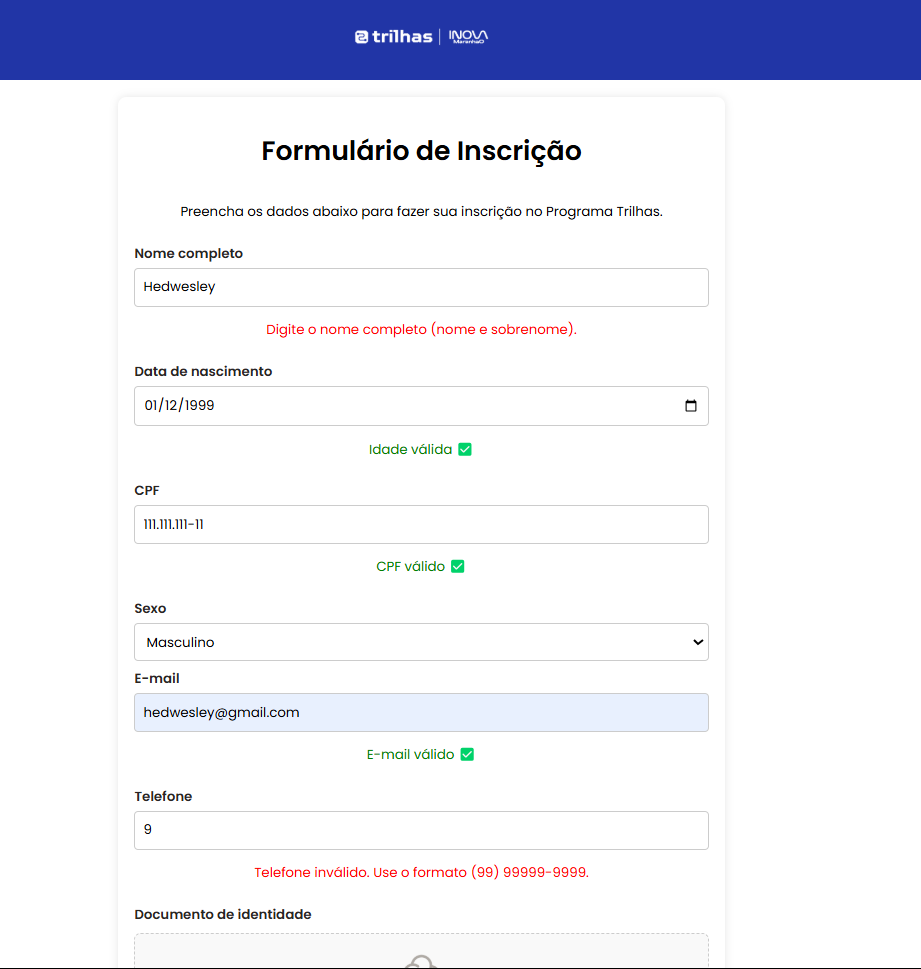 trilhas | INOVA
Maranhão
Formulário de Inscrição
Preencha os dados abaixo para fazer sua inscrição no Programa Trilhas.
Nome completo
Hedwesley
Digite o nome completo (nome e sobrenome).
Data de nascimento
01/12/1999
Idade válida ✅
CPF
111.111.111-11
CPF válido ✅
Sexo
Masculino
E-mail
hedwesley@gmail.com
E-mail válido ✅
Telefone
9
Telefone inválido. Use o formato (99) 99999-9999.
Documento de identidade